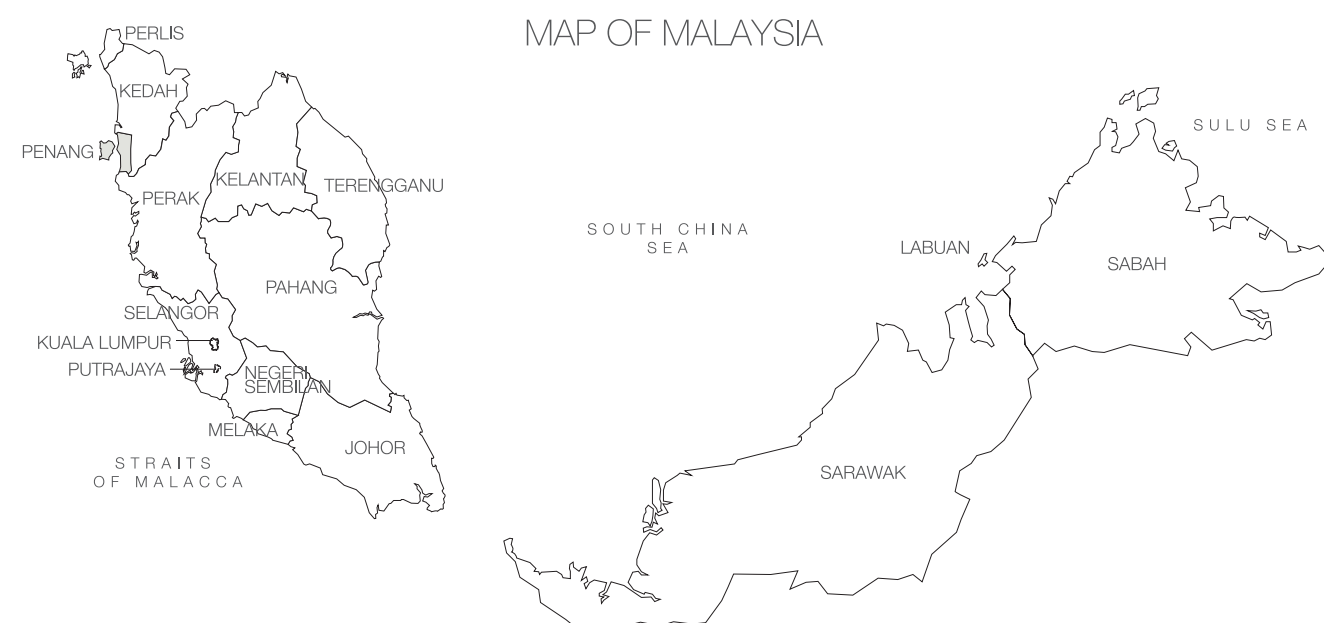 MAP OF MALAYSIA
PERLIS
KEDAH
PENANG
PERAK
KELANTAN
TERENGGANU
PAHANG
SELANGOR
KUALA LUMPUR
PUTRAJAYA
NEGERI
SEMBILAN
MELAKA
JOHOR
STRAITS
OF MALACCA
SOUTH CHINA
SEA
SULU SEA
LABUAN
SABAH
SARAWAK